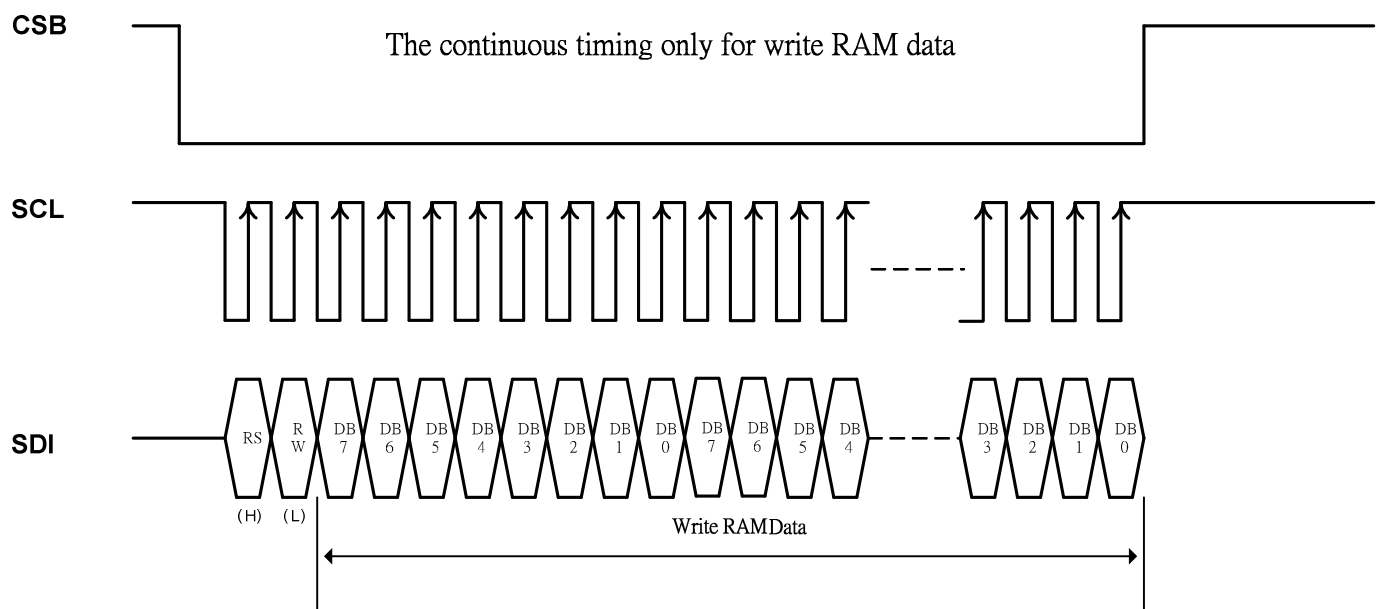 CSB
The continuous timing only for write RAM data
SCL
SDI
RS
R
W
DB
7
DB
6
DB
5
DB
4
DB
3
DB
2
DB
1
DB
0
DB
7
DB
6
DB
5
DB
4
DB
3
DB
2
DB
1
DB
0
(H)
(L)
Write RAM Data